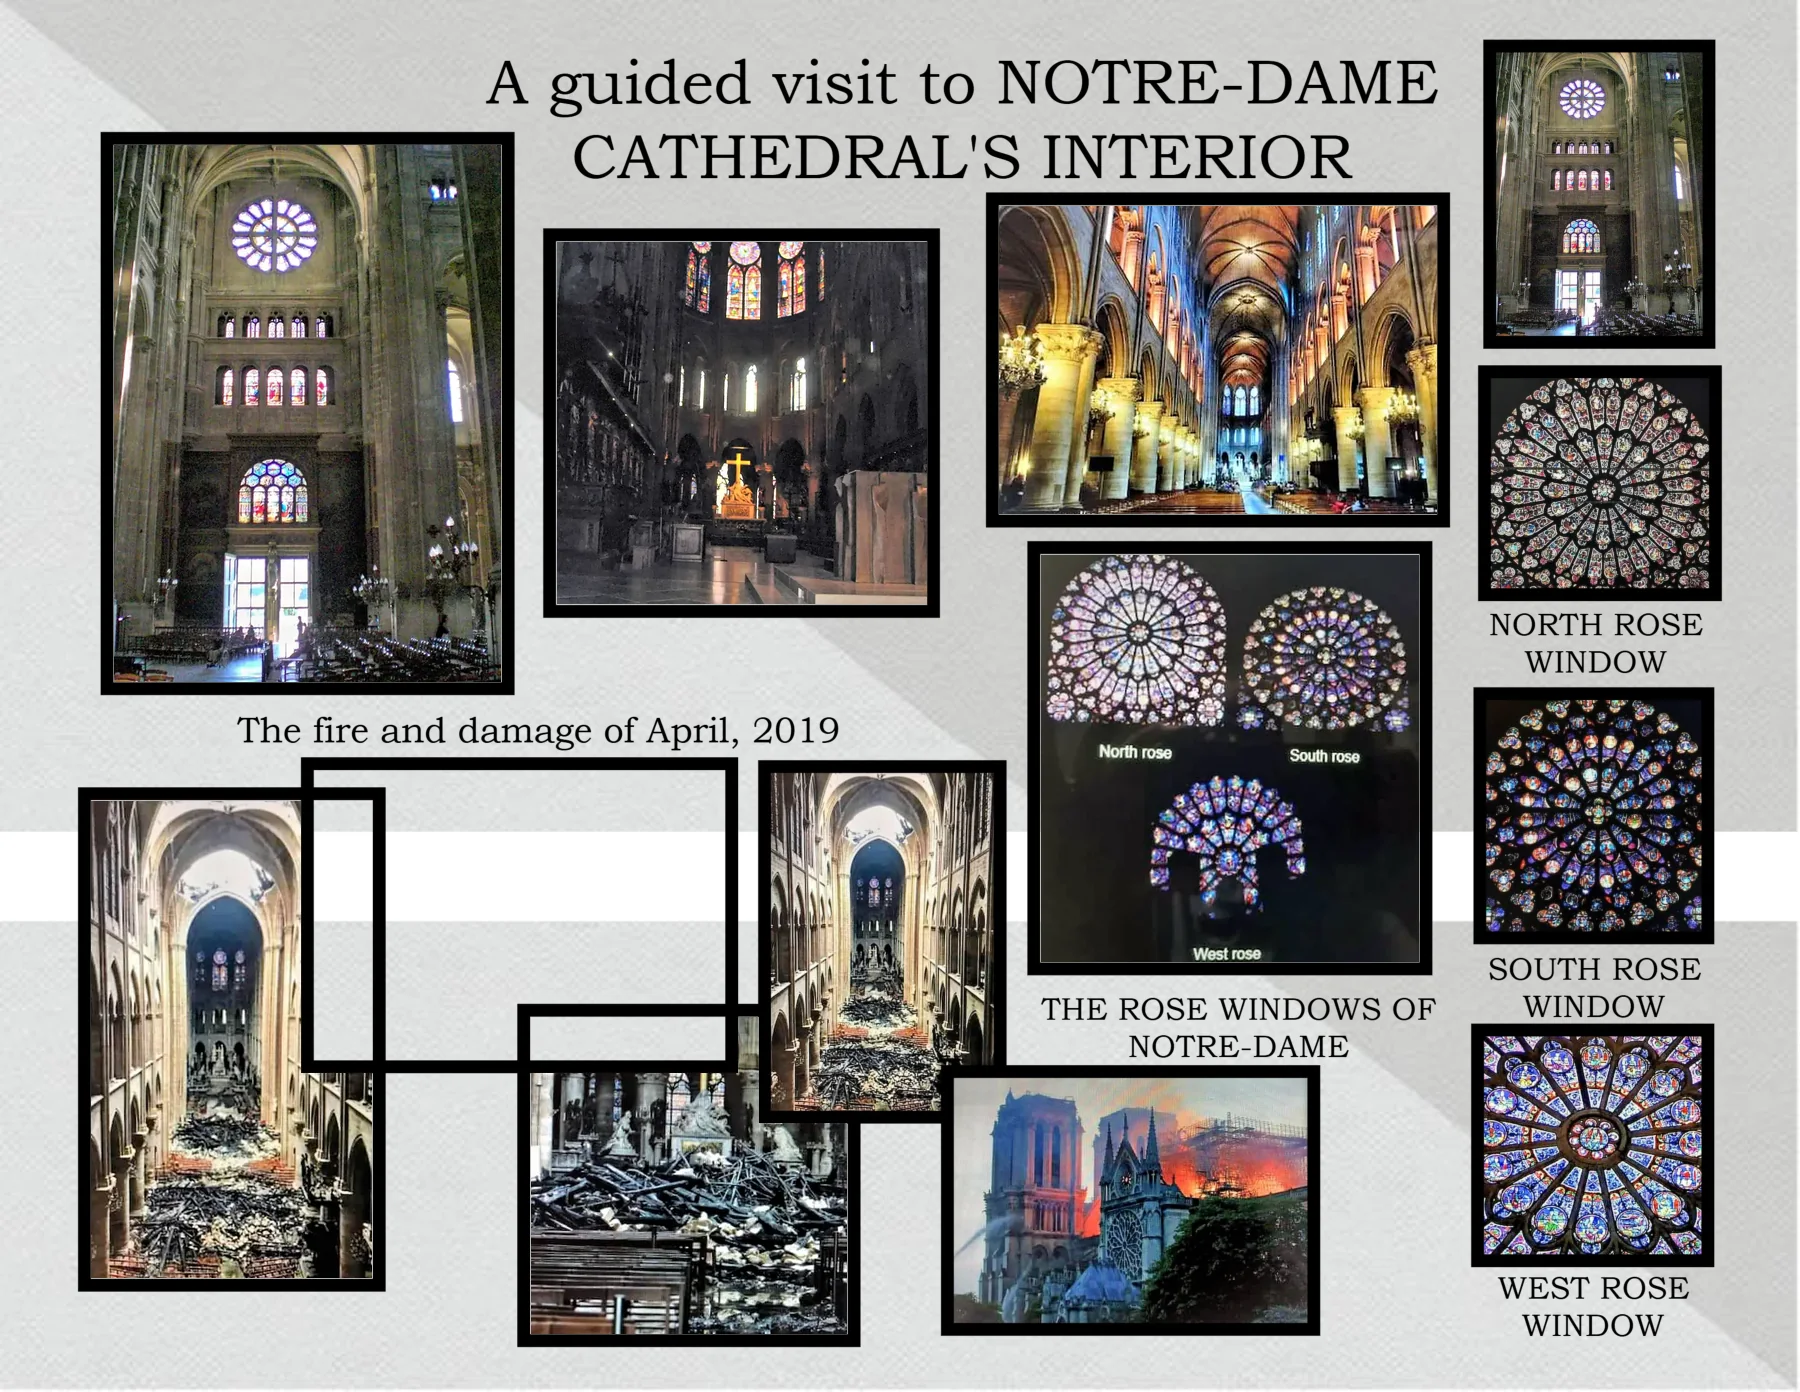 A guided visit to NOTRE-DAME
CATHEDRAL'S INTERIOR
NORTH ROSE
WINDOW
The fire and damage of April, 2019
North rose
South rose
West rose
SOUTH ROSE
WINDOW
THE ROSE WINDOWS OF
NOTRE-DAME
WEST ROSE
WINDOW